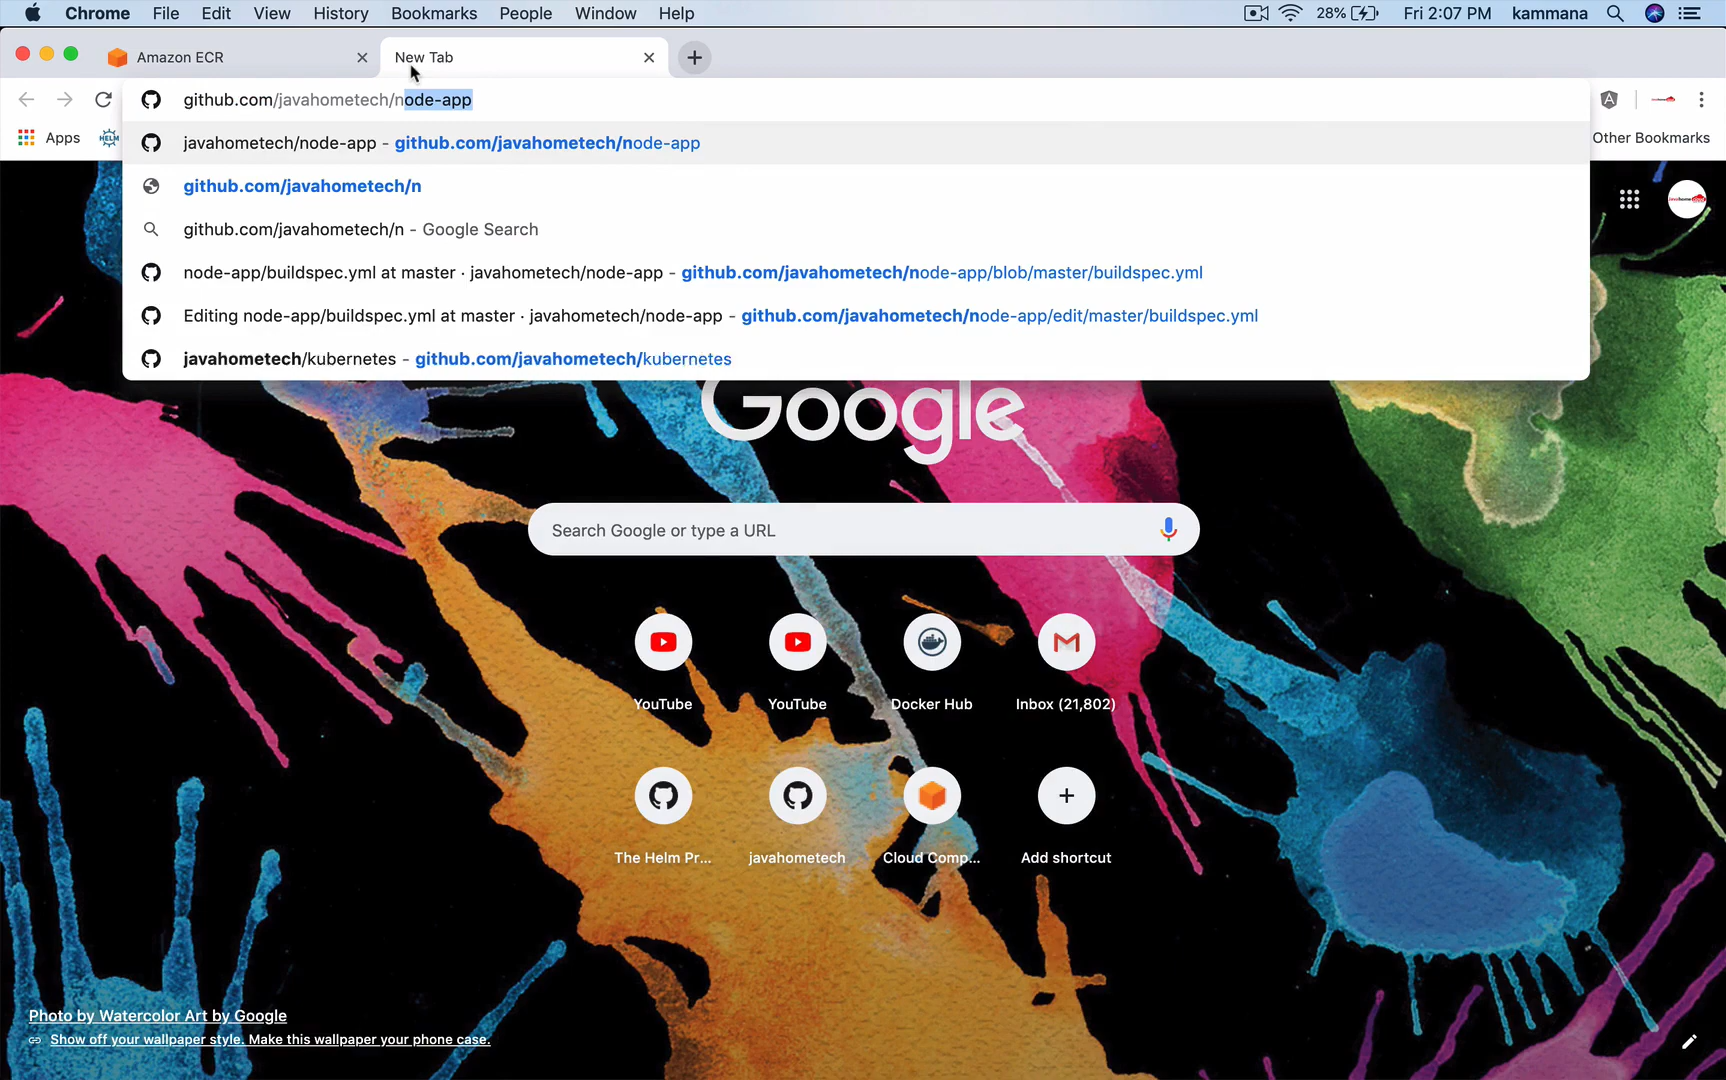 Chrome File Edit View History Bookmarks People Window Help 28% Fri 2:07 PM kammana
Amazon ECR New Tab
github.com/javahometech/node-app
Apps HELM Other Bookmarks
javahometech/node-app - github.com/javahometech/node-app
github.com/javahometech/n
github.com/javahometech/n - Google Search
node-app/buildspec.yml at master · javahometech/node-app - github.com/javahometech/node-app/blob/master/buildspec.yml
Editing node-app/buildspec.yml at master · javahometech/node-app - github.com/javahometech/node-app/edit/master/buildspec.yml
javahometech/kubernetes - github.com/javahometech/kubernetes
Google
Search Google or type a URL
YouTube YouTube Docker Hub Inbox (21,802)
The Helm Pr... javahometech Cloud Comp... Add shortcut
Photo by Watercolor Art by Google
Show off your wallpaper style. Make this wallpaper your phone case.